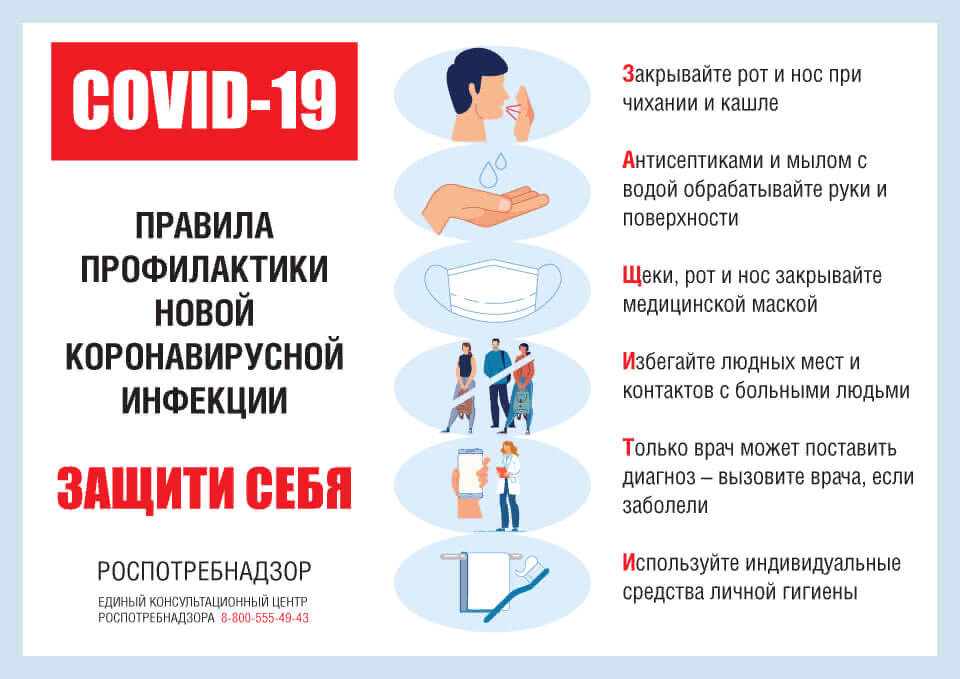 COVID-19
ПРАВИЛА
ПРОФИЛАКТИКИ
НОВОЙ
КОРОНАВИРУСНОЙ
ИНФЕКЦИИ
ЗАЩИТИ СЕБЯ
РОСПОТРЕБНАДЗОР
ЕДИНЫЙ КОНСУЛЬТАЦИОННЫЙ ЦЕНТР
РОСПОТРЕБНАДЗОРА 8-800-555-49-43
Закрывайте рот и нос при
чихании и кашле
Антисептиками и мылом с
водой обрабатывайте руки и
поверхности
Щеки, рот и нос закрывайте
медицинской маской
Избегайте людных мест и
контактов с больными людьми
Только врач может поставить
диагноз – вызовите врача, если
заболели
Используйте индивидуальные
средства личной гигиены